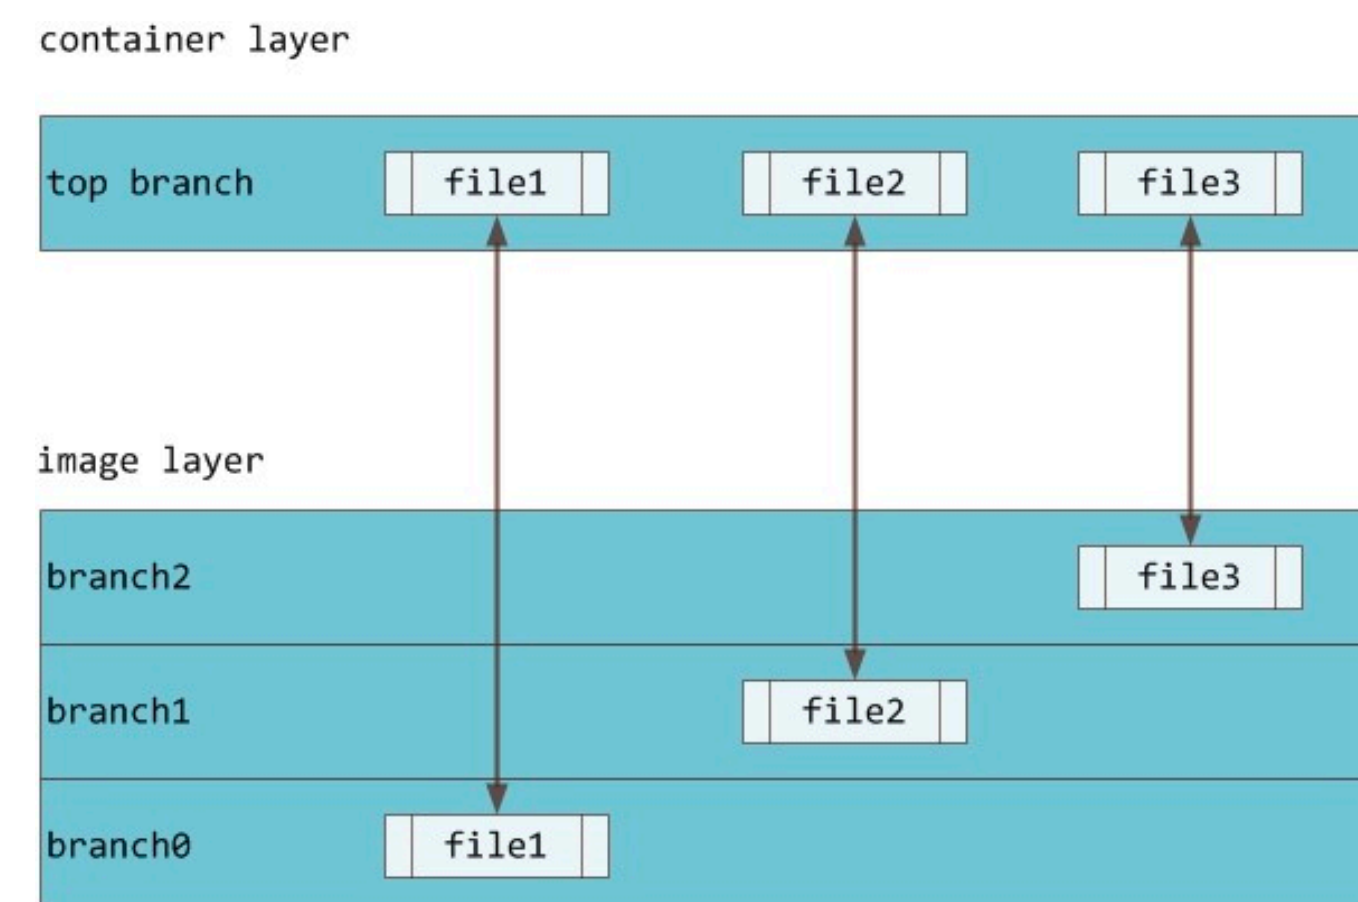 container layer
top branch file1 file2 file3
image layer
branch2 file3
branch1 file2
branch0 file1